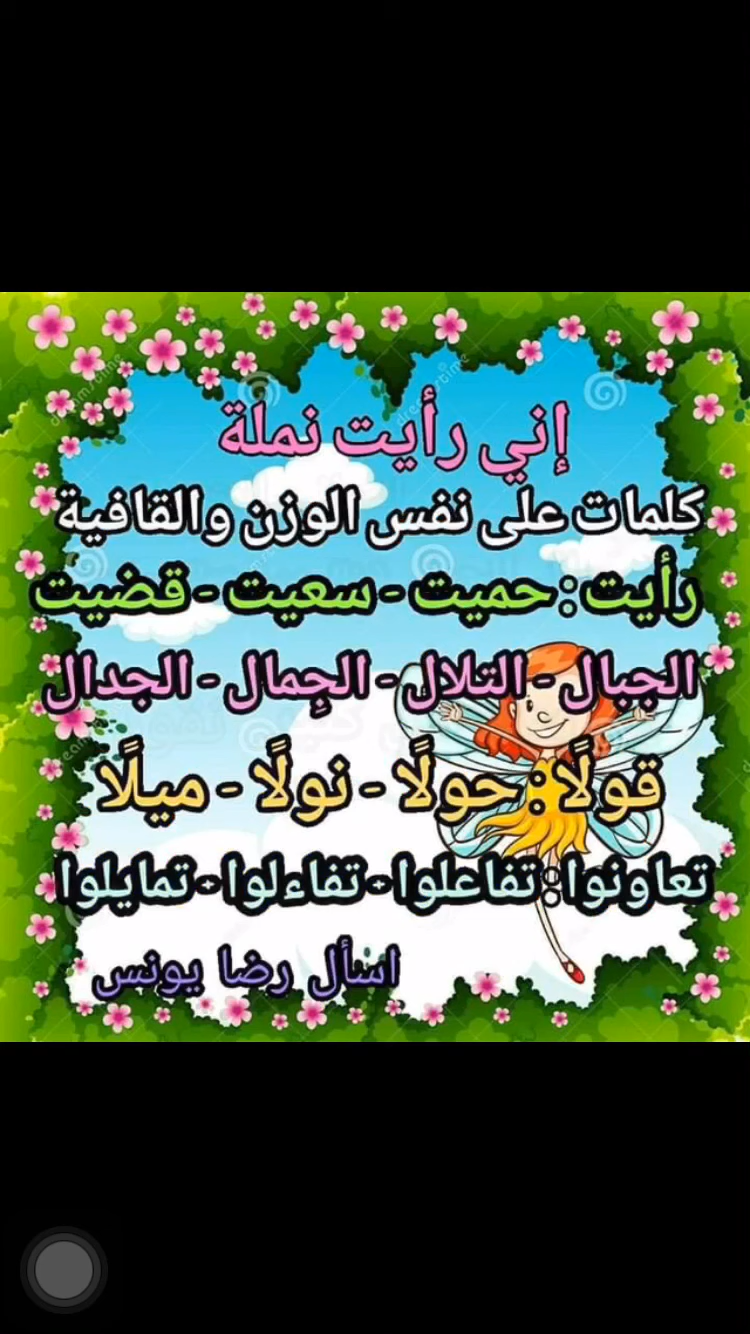 إني رأيت نملة
كلمات على نفس الوزن والقافية
رأيت : حميت - سعيت - قضيت
الجبال - التلال - الجِمال - الجدال
قولًا : حولًا - نولًا - ميلًا
تعاونوا : تفاعلوا - تفاءلوا - تمايلوا
اسأل رضا يونس